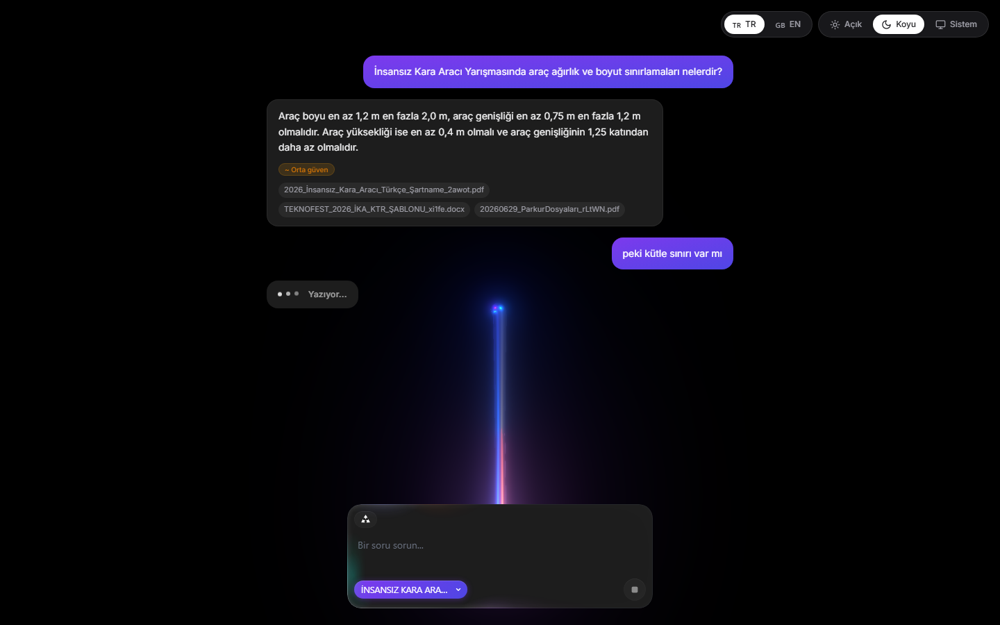 TR TR GB EN Açık Koyu Sistem
İnsansız Kara Aracı Yarışmasında araç ağırlık ve boyut sınırlamaları nelerdir?
Araç boyu en az 1,2 m en fazla 2,0 m, araç genişliği en az 0,75 m en fazla 1,2 m
olmalıdır. Araç yüksekliği ise en az 0,4 m olmalı ve araç genişliğinin 1,25 katından
daha az olmalıdır.
~ Orta güven
2026_İnsansız_Kara_Aracı_Türkçe_Şartname_2awot.pdf
TEKNOFEST_2026_İKA_KTR_ŞABLONU_xi1fe.docx 20260629_ParkurDosyaları_rLtWN.pdf
peki kütle sınırı var mı
Yazıyor...
Bir soru sorun...
İNSANSIZ KARA ARA...